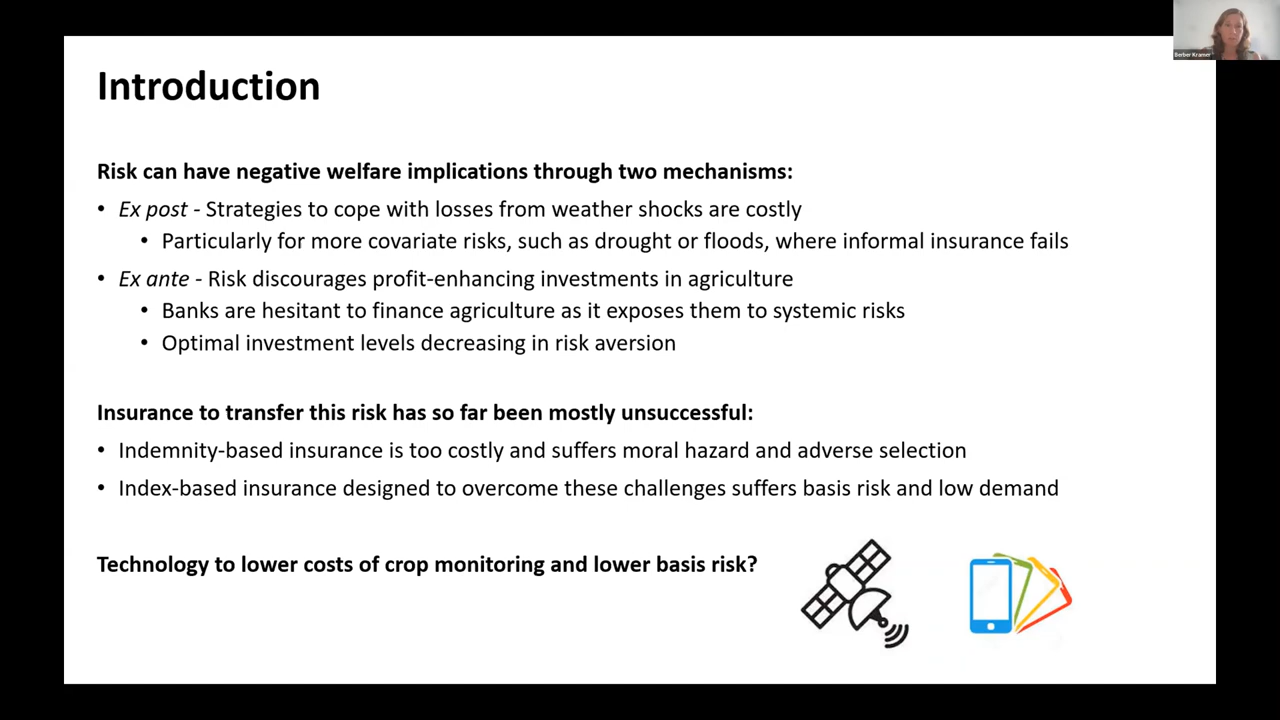 Introduction
Berber Kramer
Risk can have negative welfare implications through two mechanisms:
• Ex post - Strategies to cope with losses from weather shocks are costly
• Particularly for more covariate risks, such as drought or floods, where informal insurance fails
• Ex ante - Risk discourages profit-enhancing investments in agriculture
• Banks are hesitant to finance agriculture as it exposes them to systemic risks
• Optimal investment levels decreasing in risk aversion
Insurance to transfer this risk has so far been mostly unsuccessful:
• Indemnity-based insurance is too costly and suffers moral hazard and adverse selection
• Index-based insurance designed to overcome these challenges suffers basis risk and low demand
Technology to lower costs of crop monitoring and lower basis risk?